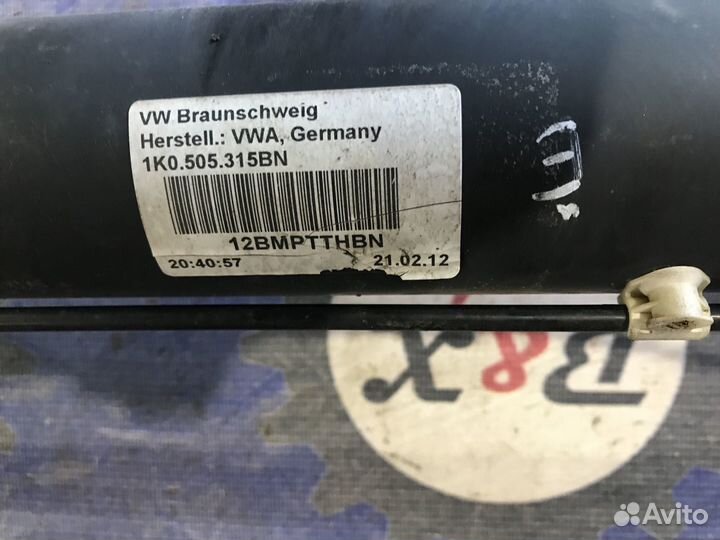 VW Braunschweig
Herstell.: VWA, Germany
1K0.505.315BN
12BMPTTHBN
20:40:57 21.02.12
B&X
Avito